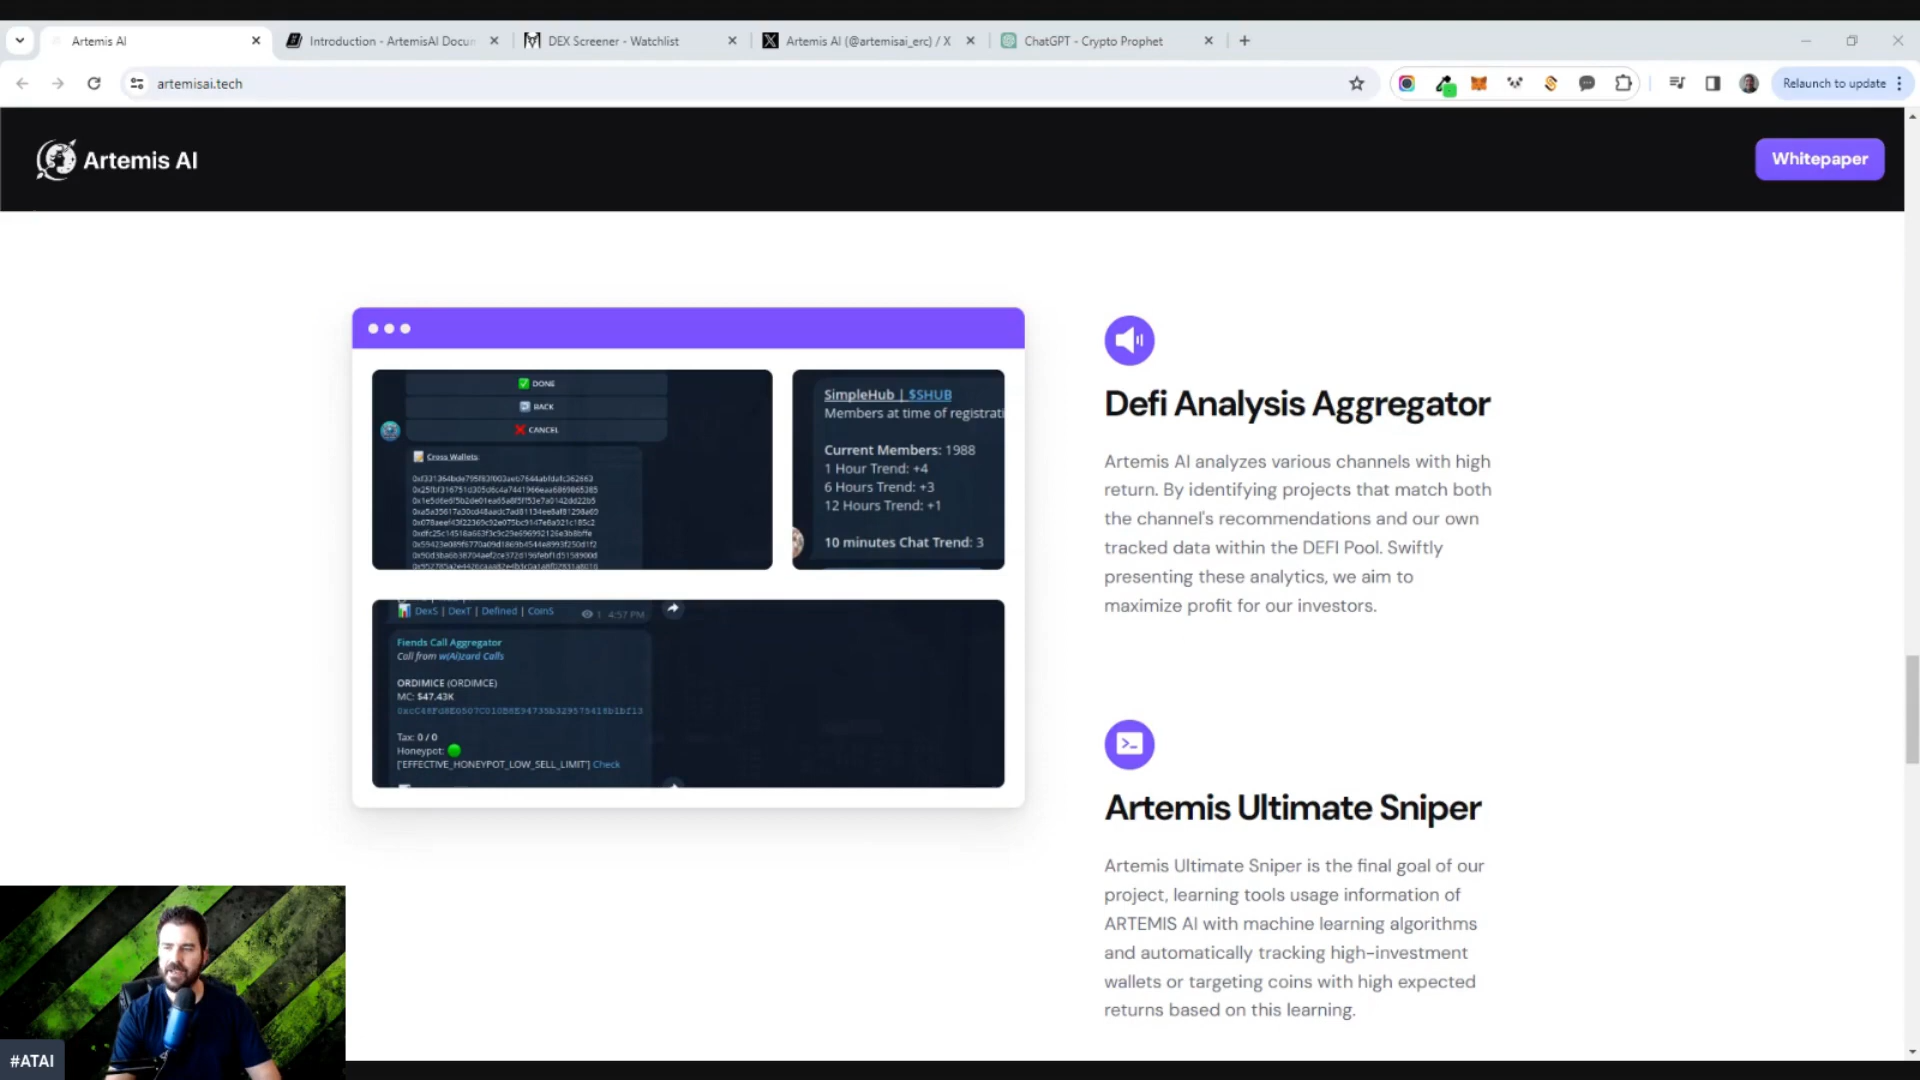 Artemis AI
Introduction - ArtemisAI Docun
DEX Screener - Watchlist
Artemis AI (@artemisai_erc) / X
ChatGPT - Crypto Prophet
artemisai.tech
Relaunch to update
Artemis AI
Whitepaper
DONE
BACK
CANCEL
Cross Wallets:
SimpleHub | $SHUB
Members at time of registrati
Current Members: 1988
1 Hour Trend: +4
6 Hours Trend: +3
12 Hours Trend: +1
10 minutes Chat Trend: 3
DexS | DexT | Defined | CoinS
1 4:57 PM
Fiends Call Aggregator
Call from w(AI)zard Calls
ORDIMICE (ORDIMCE)
MC: $47.43K
Tax: 0 / 0
Honeypot:
['EFFECTIVE_HONEYPOT_LOW_SELL_LIMIT'] Check
Defi Analysis Aggregator
Artemis AI analyzes various channels with high
return. By identifying projects that match both
the channel's recommendations and our own
tracked data within the DEFI Pool. Swiftly
presenting these analytics, we aim to
maximize profit for our investors.
Artemis Ultimate Sniper
Artemis Ultimate Sniper is the final goal of our
project, learning tools usage information of
ARTEMIS AI with machine learning algorithms
and automatically tracking high-investment
wallets or targeting coins with high expected
returns based on this learning.
#ATAI